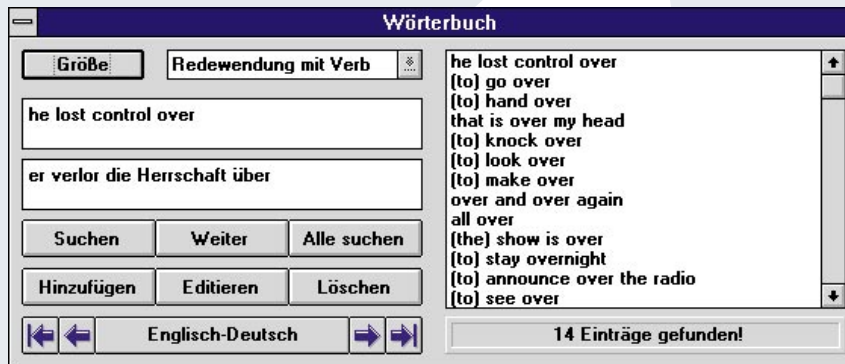 Wörterbuch
Größe
Redewendung mit Verb
he lost control over
er verlor die Herrschaft über
Suchen
Weiter
Alle suchen
Hinzufügen
Editieren
Löschen
Englisch-Deutsch
he lost control over
(to) go over
(to) hand over
that is over my head
(to) knock over
(to) look over
(to) make over
over and over again
all over
(the) show is over
(to) stay overnight
(to) announce over the radio
(to) see over
14 Einträge gefunden!